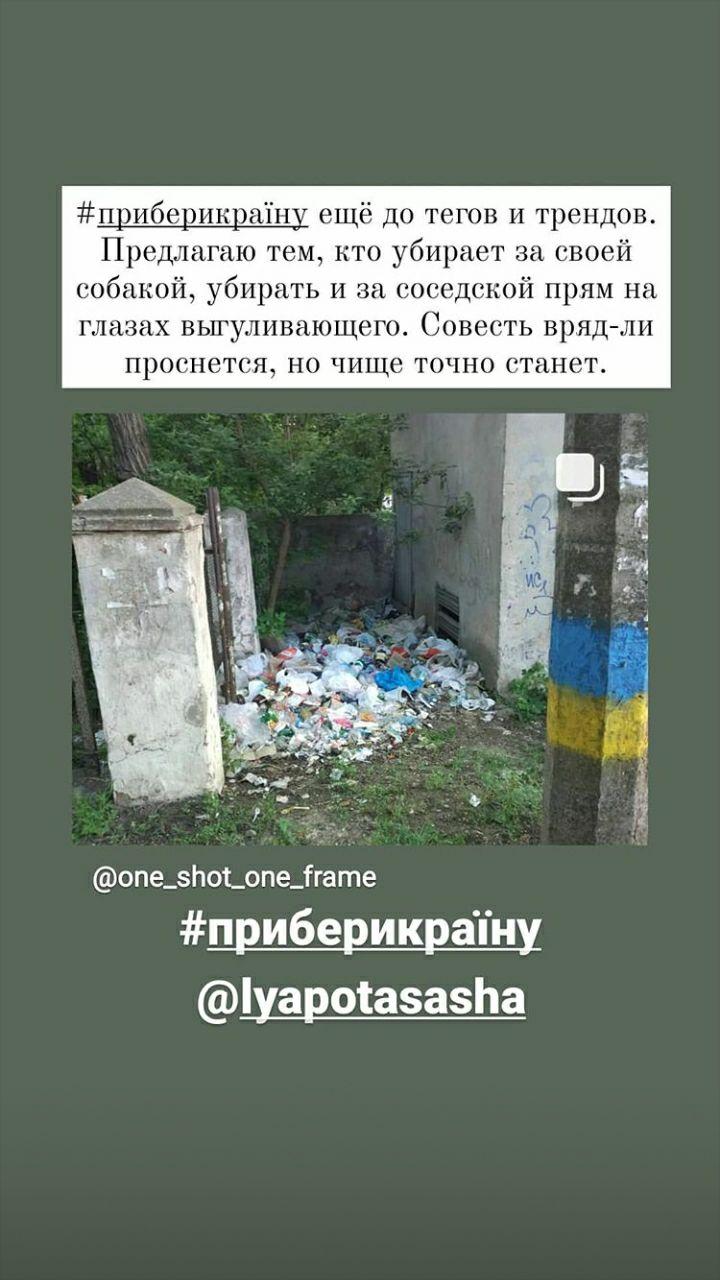 #приберикраїну ещё до тегов и трендов.
Предлагаю тем, кто убирает за своей
собакой, убирать и за соседской прям на
глазах выгуливающего. Совесть вряд-ли
проснется, но чище точно станет.
@one_shot_one_frame
#приберикраїну
@lyapotasasha